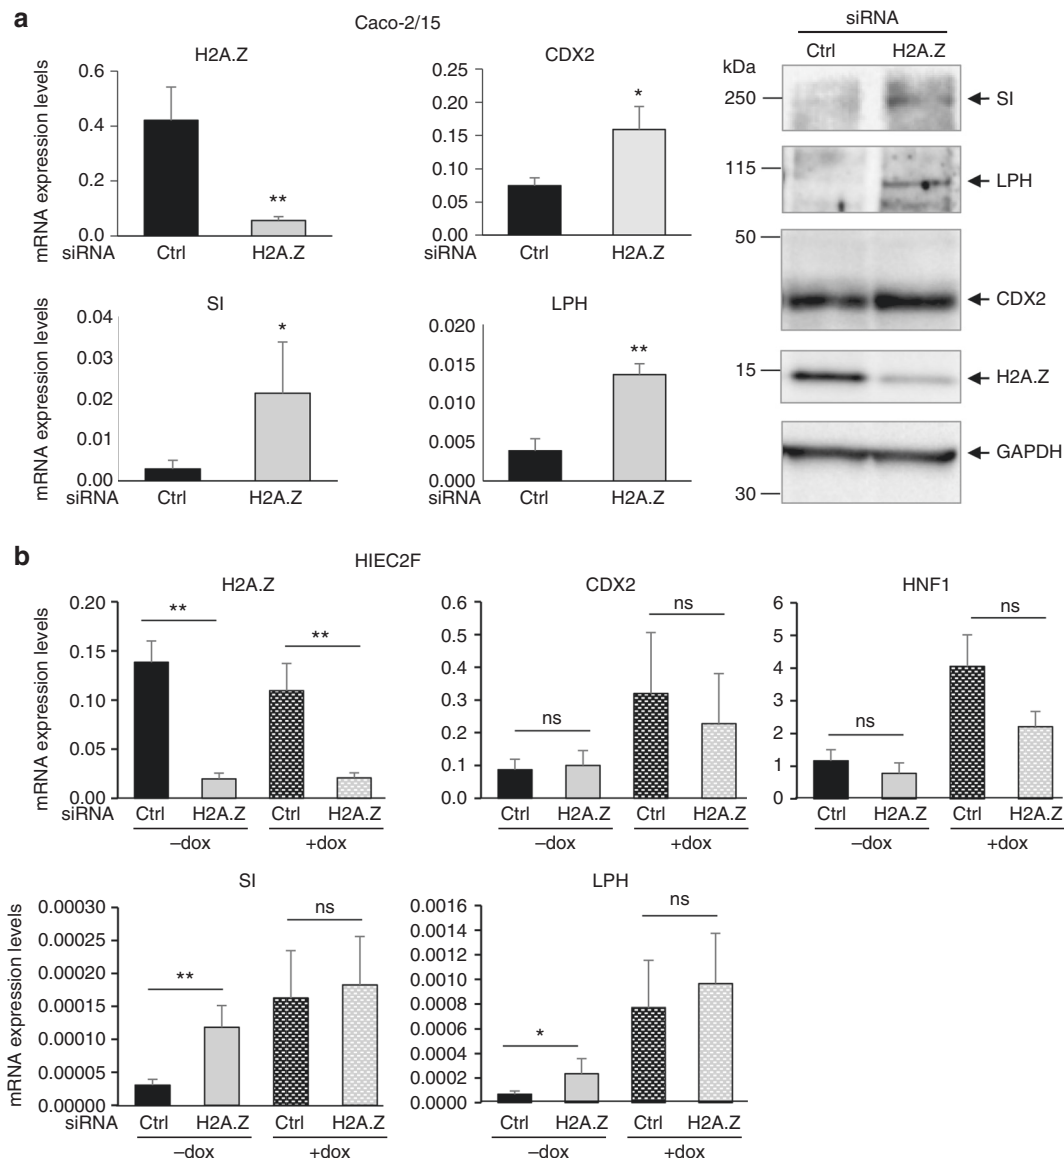 a
Caco-2/15
H2A.Z
mRNA expression levels
0.6
0.4
0.2
0.0
**
siRNA
Ctrl
H2A.Z
CDX2
0.25
0.20
0.15
0.10
0.05
0.00
*
siRNA
Ctrl
H2A.Z
SI
mRNA expression levels
0.04
0.03
0.02
0.01
0.00
*
siRNA
Ctrl
H2A.Z
LPH
0.020
0.015
0.010
0.005
0.000
**
siRNA
Ctrl
H2A.Z
siRNA
Ctrl
H2A.Z
kDa
250
SI
115
LPH
50
CDX2
15
H2A.Z
GAPDH
30
b
HIEC2F
H2A.Z
mRNA expression levels
0.20
0.15
0.10
0.05
0.00
**
**
siRNA
Ctrl
H2A.Z
Ctrl
H2A.Z
–dox
+dox
CDX2
0.6
0.5
0.4
0.3
0.2
0.1
0.0
ns
ns
Ctrl
H2A.Z
Ctrl
H2A.Z
–dox
+dox
HNF1
6
5
4
3
2
1
0
ns
ns
Ctrl
H2A.Z
Ctrl
H2A.Z
–dox
+dox
SI
mRNA expression levels
0.00030
0.00025
0.00020
0.00015
0.00010
0.00005
0.00000
**
ns
siRNA
Ctrl
H2A.Z
Ctrl
H2A.Z
–dox
+dox
LPH
0.0016
0.0014
0.0012
0.0010
0.0008
0.0006
0.0004
0.0002
0.0000
*
ns
Ctrl
H2A.Z
Ctrl
H2A.Z
–dox
+dox